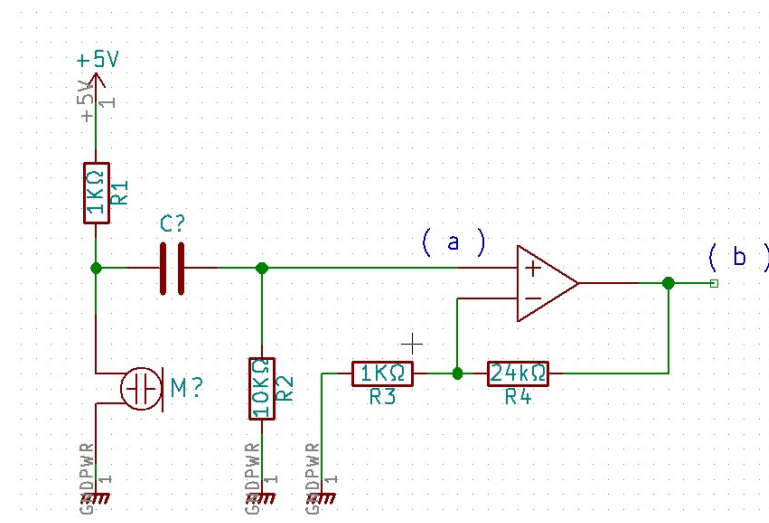 +5V
+5V
1
1KΩ
R1
C?
( a )
( b )
+
−
M?
10KΩ
R2
1KΩ
R3
24kΩ
R4
GNDPWR
1
GNDPWR
1
GNDPWR
1